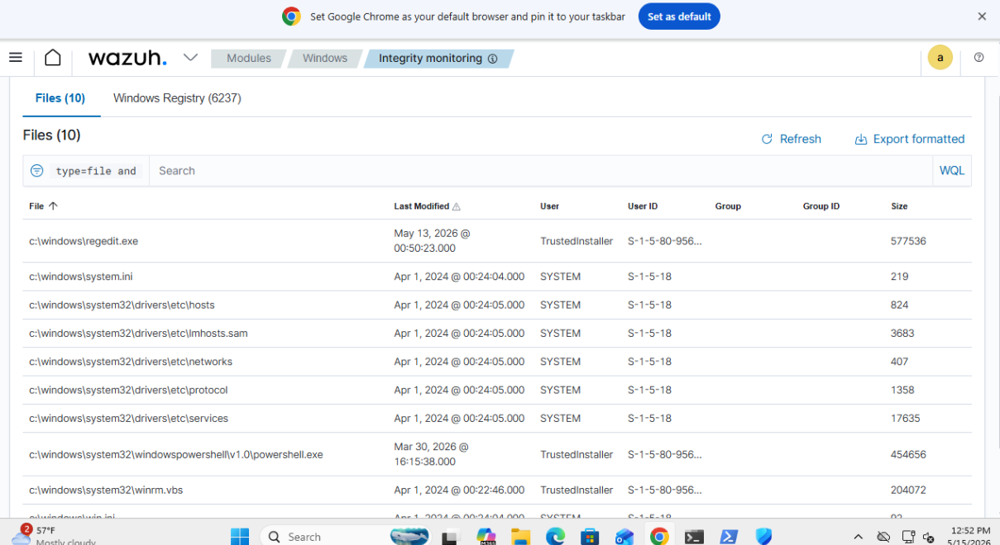 Set Google Chrome as your default browser and pin it to your taskbar Set as default
wazuh. Modules Windows Integrity monitoring a
Files (10) Windows Registry (6237)
Files (10)
Refresh Export formatted
type=file and Search WQL
File Last Modified User User ID Group Group ID Size
c:\windows\regedit.exe May 13, 2026 @ 00:50:23.000 TrustedInstaller S-1-5-80-956... 577536
c:\windows\system.ini Apr 1, 2024 @ 00:24:04.000 SYSTEM S-1-5-18 219
c:\windows\system32\drivers\etc\hosts Apr 1, 2024 @ 00:24:05.000 SYSTEM S-1-5-18 824
c:\windows\system32\drivers\etc\lmhosts.sam Apr 1, 2024 @ 00:24:05.000 SYSTEM S-1-5-18 3683
c:\windows\system32\drivers\etc\networks Apr 1, 2024 @ 00:24:05.000 SYSTEM S-1-5-18 407
c:\windows\system32\drivers\etc\protocol Apr 1, 2024 @ 00:24:05.000 SYSTEM S-1-5-18 1358
c:\windows\system32\drivers\etc\services Apr 1, 2024 @ 00:24:05.000 SYSTEM S-1-5-18 17635
c:\windows\system32\windowspowershell\v1.0\powershell.exe Mar 30, 2026 @ 16:15:38.000 TrustedInstaller S-1-5-80-956... 454656
c:\windows\system32\winrm.vbs Apr 1, 2024 @ 00:22:46.000 TrustedInstaller S-1-5-80-956... 204072
c:\windows\win.ini Apr 1, 2024 @ 00:24:04.000 SYSTEM S-1-5-18 92
2 57°F Search M365 12:52 PM
Mostly cloudy 5/15/2026